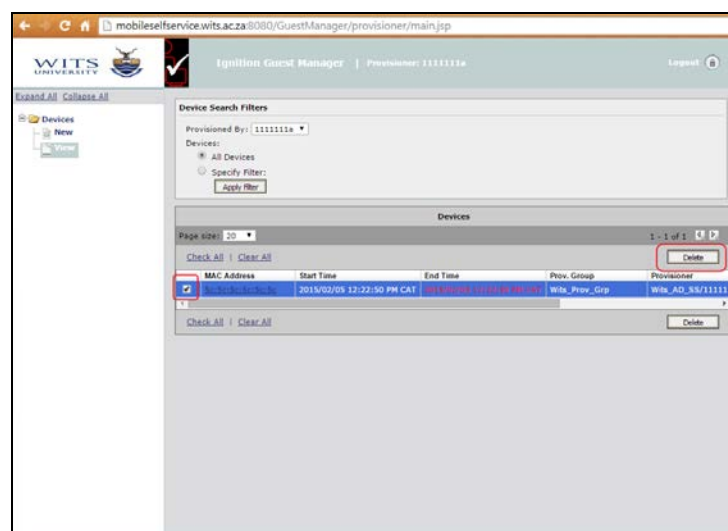 mobileselfservice.wits.ac.za:8080/GuestManager/provisioner/main.jsp
WITS
UNIVERSITY
Ignition Guest Manager | Provisioner: 1111111a
Logout
Expand All Collapse All
Devices
New
View
Device Search Filters
Provisioned By: 1111111a
Devices:
All Devices
Specify Filter:
Apply filter
Devices
Page size: 20
1 - 1 of 1
Check All | Clear All
Delete
MAC Address Start Time End Time Prov. Group Provisioner
2015/02/05 12:22:50 PM CAT Wits_Prov_Grp Wits_AD_SS/11111
Check All | Clear All
Delete